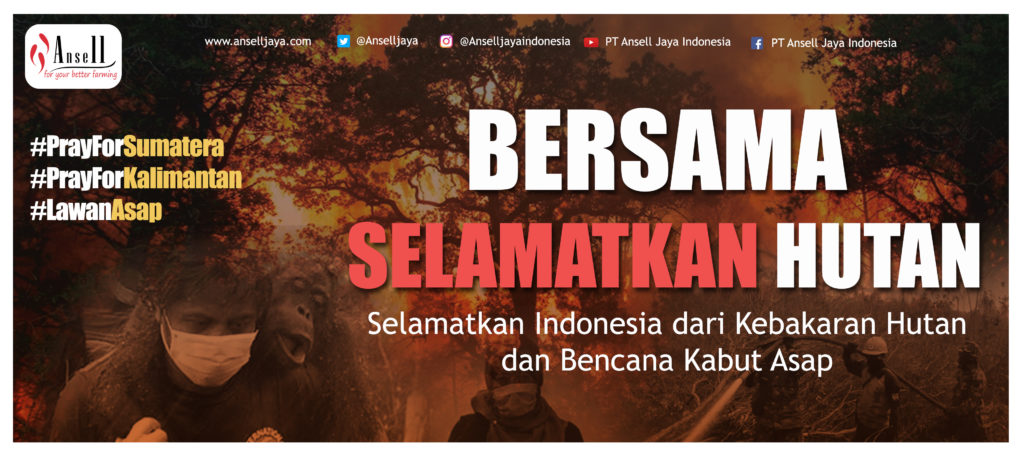 Ansell
for your better farming
www.anselljaya.com
@Anselljaya
@Anselljayaindonesia
PT Ansell Jaya Indonesia
PT Ansell Jaya Indonesia
#PrayForSumatera
#PrayForKalimantan
#LawanAsap
BERSAMA
SELAMATKAN HUTAN
Selamatkan Indonesia dari Kebakaran Hutan
dan Bencana Kabut Asap